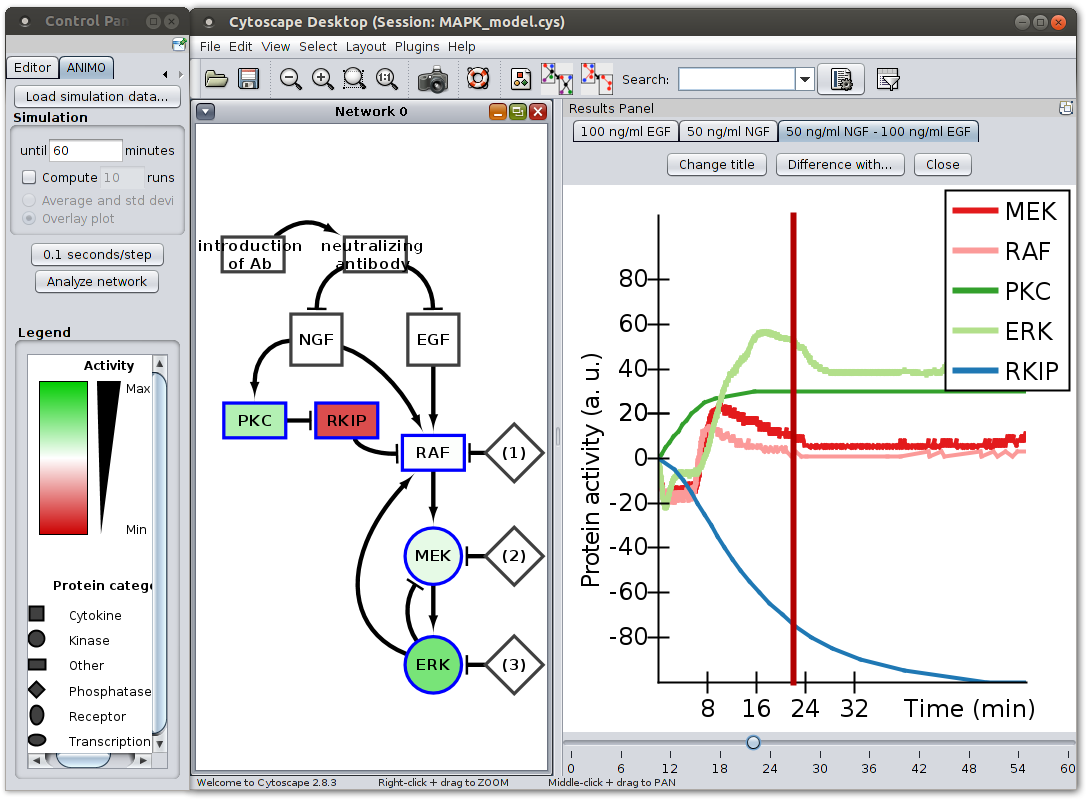 Control Pan
Cytoscape Desktop (Session: MAPK_model.cys)
File Edit View Select Layout Plugins Help
Editor ANIMO
Load simulation data...
Simulation
until 60 minutes
Compute 10 runs
Average and std devi
Overlay plot
0.1 seconds/step
Analyze network
Legend
Activity
Max
Min
Protein catego
Cytokine
Kinase
Other
Phosphatase
Receptor
Transcription
1:1
Search:
Network 0
introduction
of Ab
neutralizing
antibody
NGF
EGF
PKC
RKIP
RAF
(1)
MEK
(2)
ERK
(3)
Results Panel
100 ng/ml EGF
50 ng/ml NGF
50 ng/ml NGF - 100 ng/ml EGF
Change title
Difference with...
Close
MEK
RAF
PKC
ERK
RKIP
Protein activity (a. u.)
80
60
40
20
0
-20
-40
-60
-80
8 16 24 32 Time (min)
0 6 12 18 24 30 36 42 48 54 60
Welcome to Cytoscape 2.8.3 Right-click + drag to ZOOM Middle-click + drag to PAN